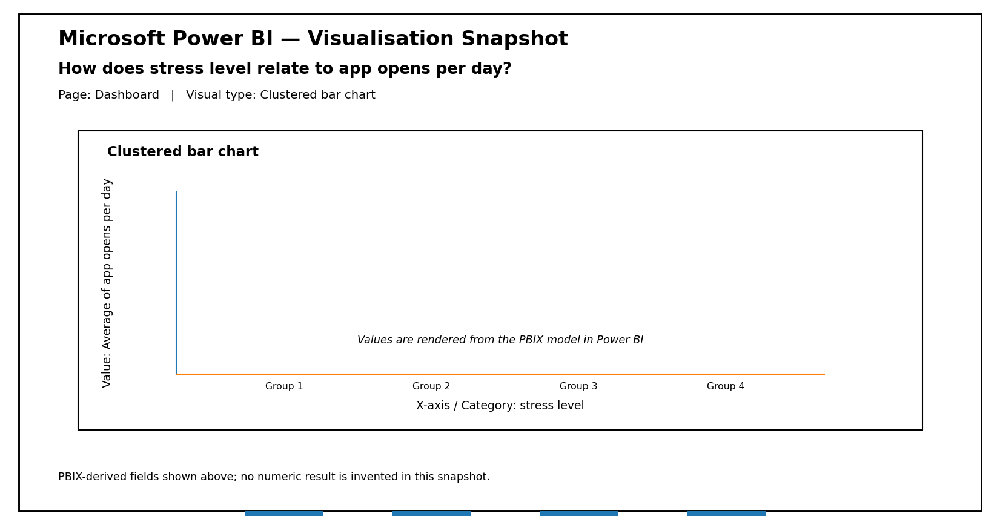 Microsoft Power BI — Visualisation Snapshot
How does stress level relate to app opens per day?
Page: Dashboard | Visual type: Clustered bar chart
Clustered bar chart
Value: Average of app opens per day
Values are rendered from the PBIX model in Power BI
Group 1 Group 2 Group 3 Group 4
X-axis / Category: stress level
PBIX-derived fields shown above; no numeric result is invented in this snapshot.